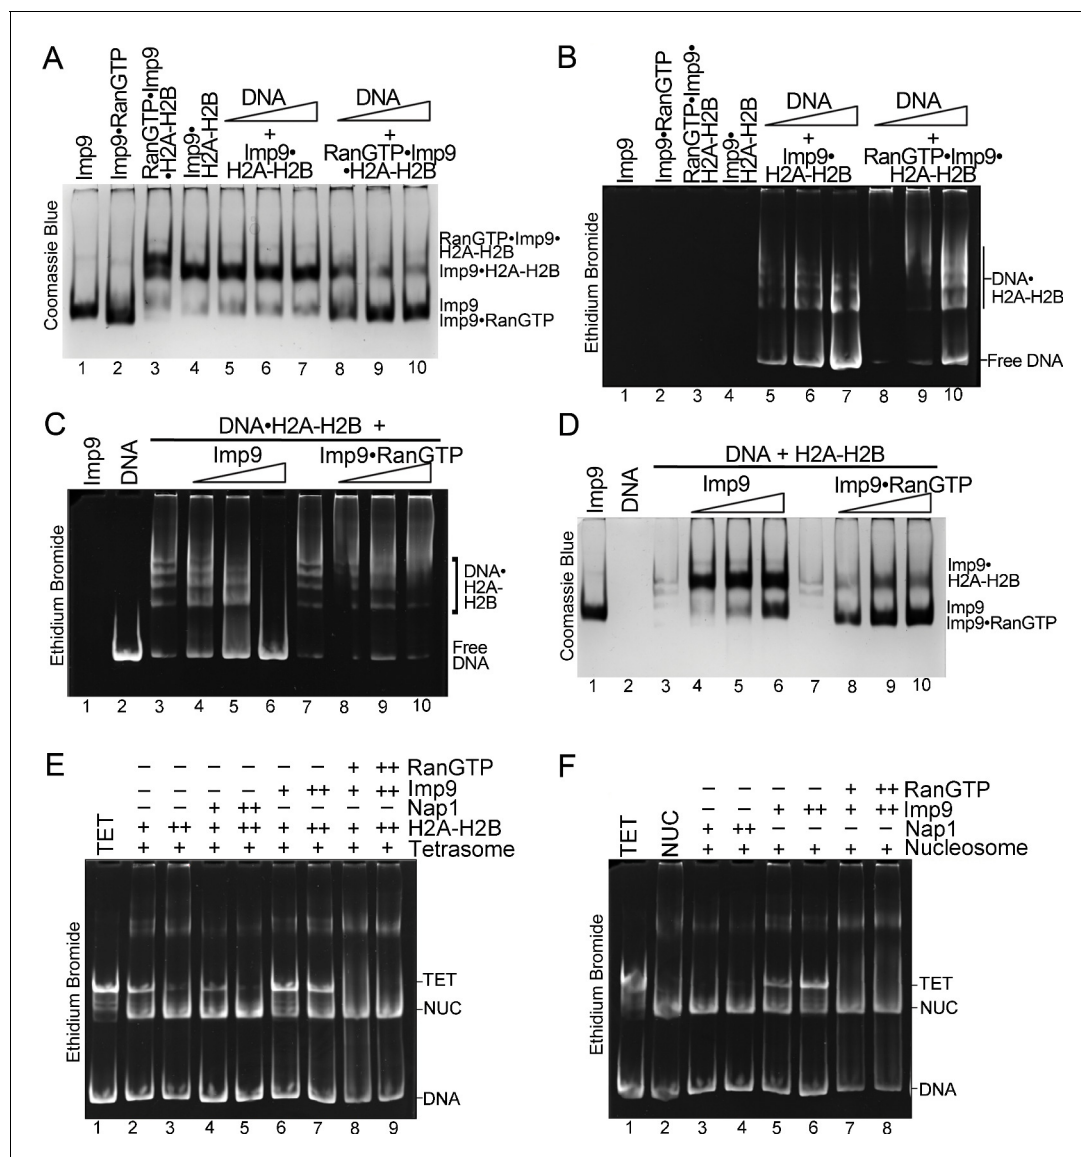 A
Imp9
Imp9•RanGTP
RanGTP•Imp9
•H2A-H2B
Imp9•
H2A-H2B
DNA
+
Imp9•
H2A-H2B
DNA
+
RanGTP•Imp9
•H2A-H2B
Coomassie Blue
RanGTP•Imp9•
H2A-H2B
Imp9•H2A-H2B
Imp9
Imp9•RanGTP
1 2 3 4 5 6 7 8 9 10
B
Imp9
Imp9•RanGTP
RanGTP•Imp9•
H2A-H2B
Imp9•
H2A-H2B
DNA
+
Imp9•
H2A-H2B
DNA
+
RanGTP•Imp9•
H2A-H2B
Ethidium Bromide
DNA•
H2A-H2B
Free DNA
1 2 3 4 5 6 7 8 9 10
C
Imp9
DNA
DNA•H2A-H2B +
Imp9
Imp9•RanGTP
Ethidium Bromide
DNA•
H2A-
H2B
Free
DNA
1 2 3 4 5 6 7 8 9 10
D
Imp9
DNA
DNA + H2A-H2B
Imp9
Imp9•RanGTP
Coomassie Blue
Imp9•
H2A-H2B
Imp9
Imp9•RanGTP
1 2 3 4 5 6 7 8 9 10
E
TET
– – – – – – + ++ RanGTP
– – – – + ++ + ++ Imp9
– – + ++ – – – – Nap1
+ ++ + ++ + ++ + ++ H2A-H2B
+ + + + + + + + Tetrasome
Ethidium Bromide
TET
NUC
DNA
1 2 3 4 5 6 7 8 9
F
TET
NUC
– – – – + ++ RanGTP
– – + ++ + ++ Imp9
+ ++ – – – – Nap1
+ + + + + + Nucleosome
Ethidium Bromide
TET
NUC
DNA
1 2 3 4 5 6 7 8